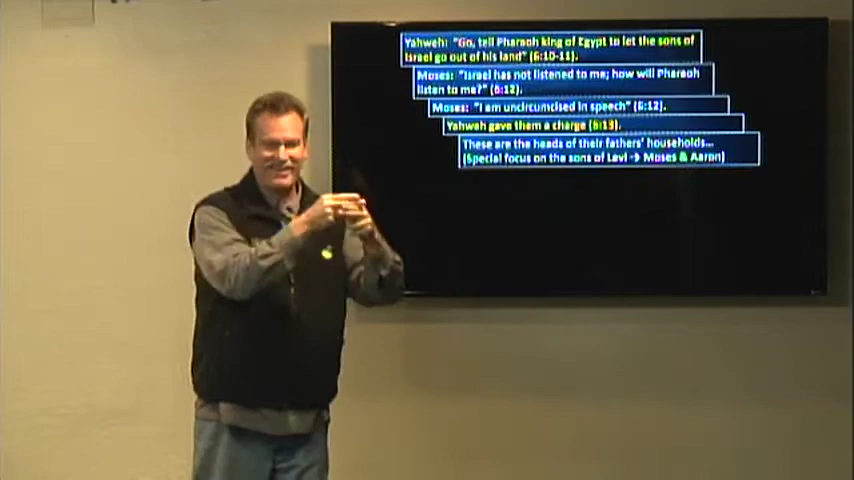 Yahweh: "Go, tell Pharaoh king of Egypt to let the sons of
Israel go out of his land" (6:10-11).
Moses: "Israel has not listened to me; how will Pharaoh
listen to me?" (6:12).
Moses: "I am uncircumcised in speech" (6:12).
Yahweh gave them a charge (6:13).
These are the heads of their fathers' households...
(Special focus on the sons of Levi → Moses & Aaron)